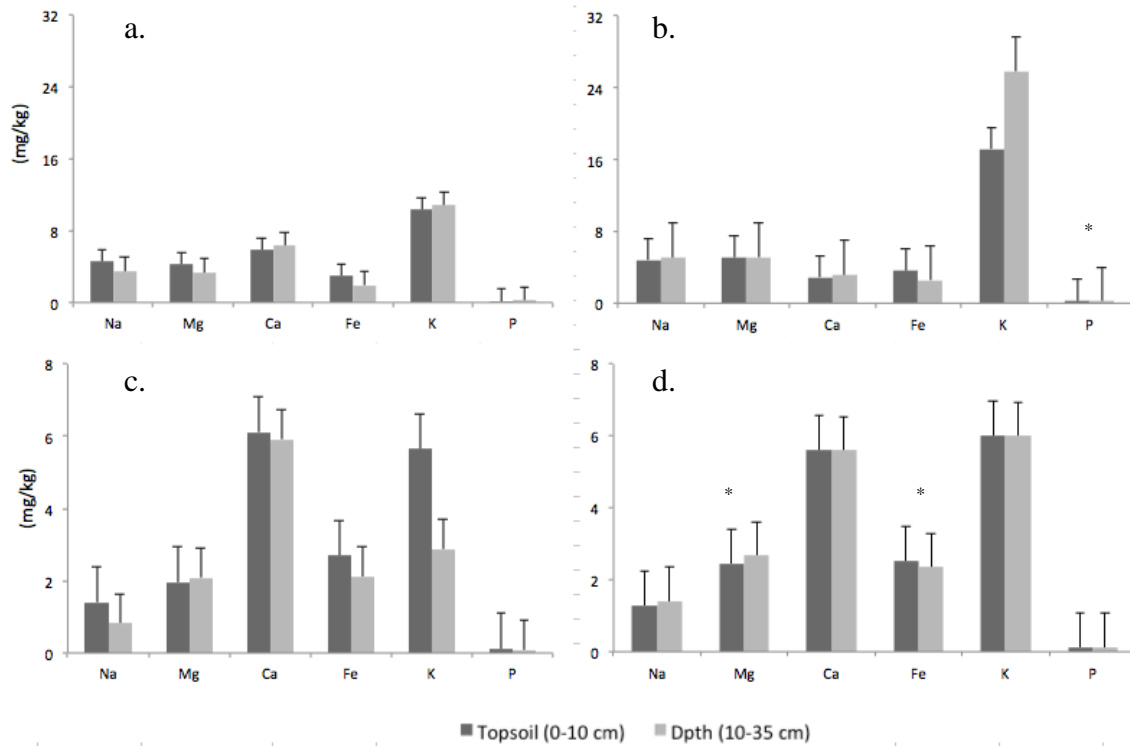 a.
32
24
16
8
0
(mg/kg)
Na Mg Ca Fe K P
b.
32
24
16
8
0
*
Na Mg Ca Fe K P
c.
8
6
4
2
0
(mg/kg)
Na Mg Ca Fe K P
d.
8
6
4
2
0
* *
Na Mg Ca Fe K P
Topsoil (0-10 cm) Dpth (10-35 cm)